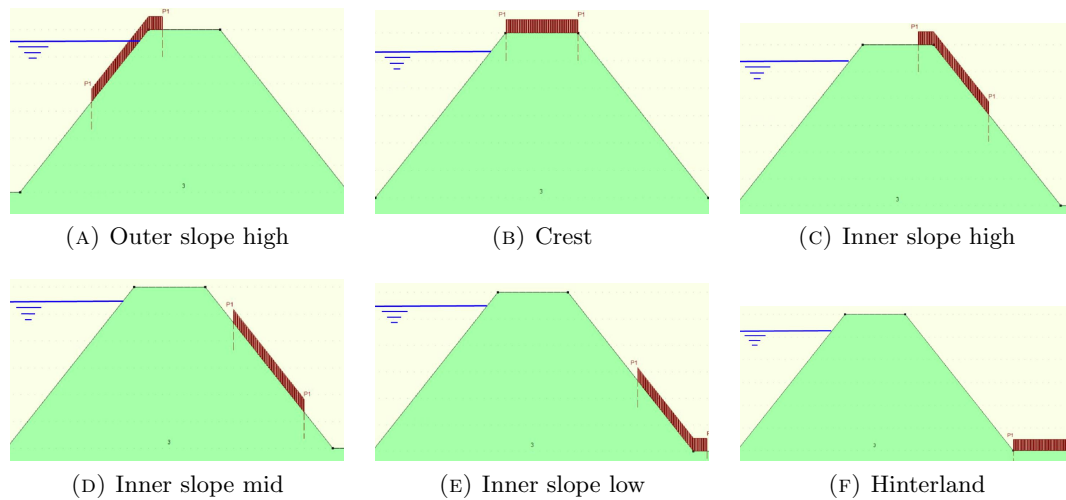 P1
P1
3
(A) Outer slope high
P1 P1
3
(B) Crest
P1
P1
3
(C) Inner slope high
P1
P1
3
(D) Inner slope mid
P1
3
(E) Inner slope low
P1
3
(F) Hinterland